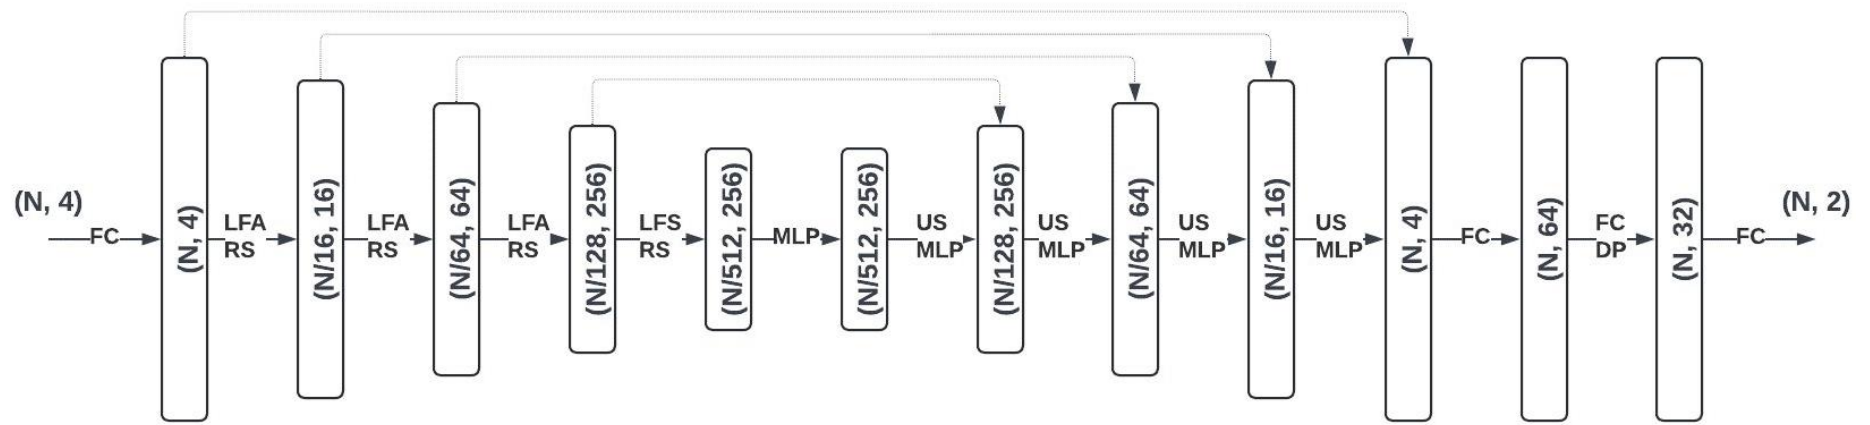 (N, 4)
FC
(N, 4)
LFA
RS
(N/16, 16)
LFA
RS
(N/64, 64)
LFA
RS
(N/128, 256)
LFS
RS
(N/512, 256)
MLP
(N/512, 256)
US
MLP
(N/128, 256)
US
MLP
(N/64, 64)
US
MLP
(N/16, 16)
US
MLP
(N, 4)
FC
(N, 64)
FC
DP
(N, 32)
FC
(N, 2)